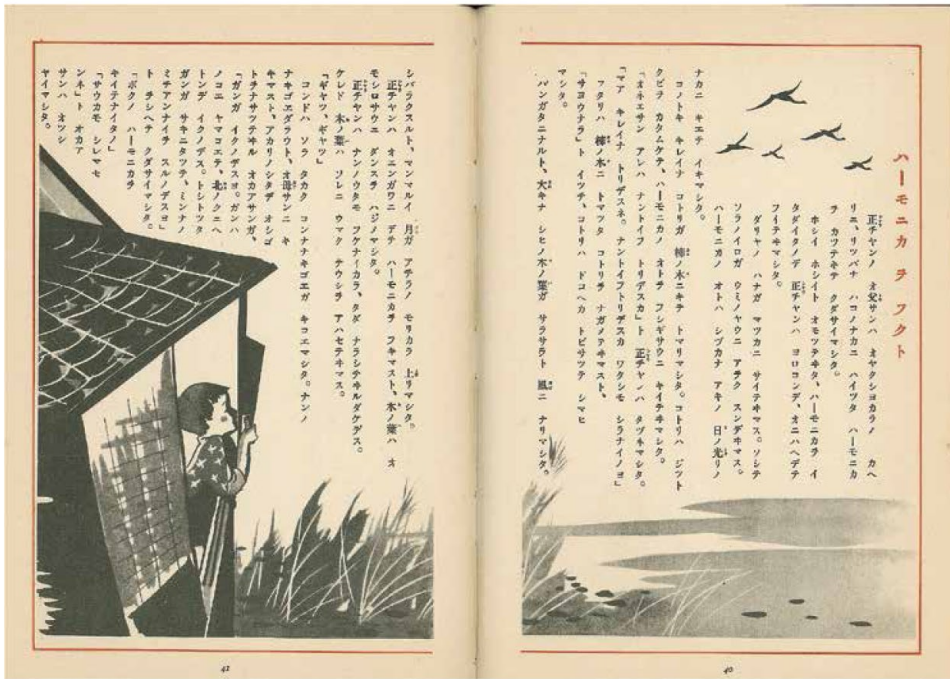 ハーモニカ ヲ フクト
正チヤンノ オ父サンハ オヤクシヨカラノ カヘ
リニ、リツパナ ハコノナカニ ハイツタ ハーモニカ
ヲ カツテキテ クダサイマシタ。
ホシイ ホシイト オモツテヰタ、ハーモニカヲ イ
タダイタノデ 正チヤンハ ヨロコンデ、オニハヘデテ
フイテヰマシタ。
ダリヤノ ハナガ マツカニ サイテヰマス。ソシテ
ソラノイロガ ウミノヤウニ アヲク スンデヰマス。
ハーモニカノ オトハ シヅカナ アキノ 日ノ光リノ
ナカニ キエテ イキマシタ。
コノトキ キレイナ コトリガ 柿ノ木ニキテ トマリマシタ。コトリハ ジツト
クビヲ カタムケテ、ハーモニカノ オトヲ フシギサウニ キイテヰマシタ。
「オネエサン アレハ ナントイフ トリデスカ」ト 正チヤンハ タヅネマシタ。
「マア キレイナ トリデスネ。 ナントイフトリデスカ ワタシモ シラナイノヨ」
フタリハ 柿ノ木ニ トマツタ コトリヲ ナガメテヰマスト、
「サヨウナラ」ト イツテ、コトリハ ドコヘカ トビサツテ シマヒ
マシタ。
バンガタニナルト、大キナ シヒノ木ノ葉ガ サラサラト 風ニ ナリマシタ。
40
シバラクスルト、マンマルイ 月ガ アチラノ モリカラ 上リマシタ。
正チヤンハ オニンガワニ デテ ハーモニカヲ フキマスト、木ノ葉ハ オ
モシロサウニ ダンスヲ ハジメマシタ。
正チヤンハ ナンノウタモ フケナイカラ、タダ ナラシテヰルダケデス。
ケレド 木ノ葉ハ ソレニ ウマク テウシヲ アハセテヰマス。
「ギヤツ、ギヤツ」
コンドハ ソラ タカク コンナナキゴエガ キコエマシタ。ナンノ
ナキゴエダラウト、オ母サンニ キ
キマスト、アカリノシタデ オシゴ
トヲナサツテヰル オカアサンガ、
「ガンガ イクノデスヨ。ガンハ
ノコエ ヤマコエテ、北ノクニヘ
トンデ イクノデス。トシトツタ
ガンガ サキニタツテ、ミンナノ
ミチアンナイヲ スルノデスヨ」
ト ヲシヘテ クダサイマシタ。
「ボクノ ハーモニカヲ
キイテナイタノ」
「サウカモ シレマセ
ンネ」ト オカア
サンハ オツシ
ヤイマシタ。
41